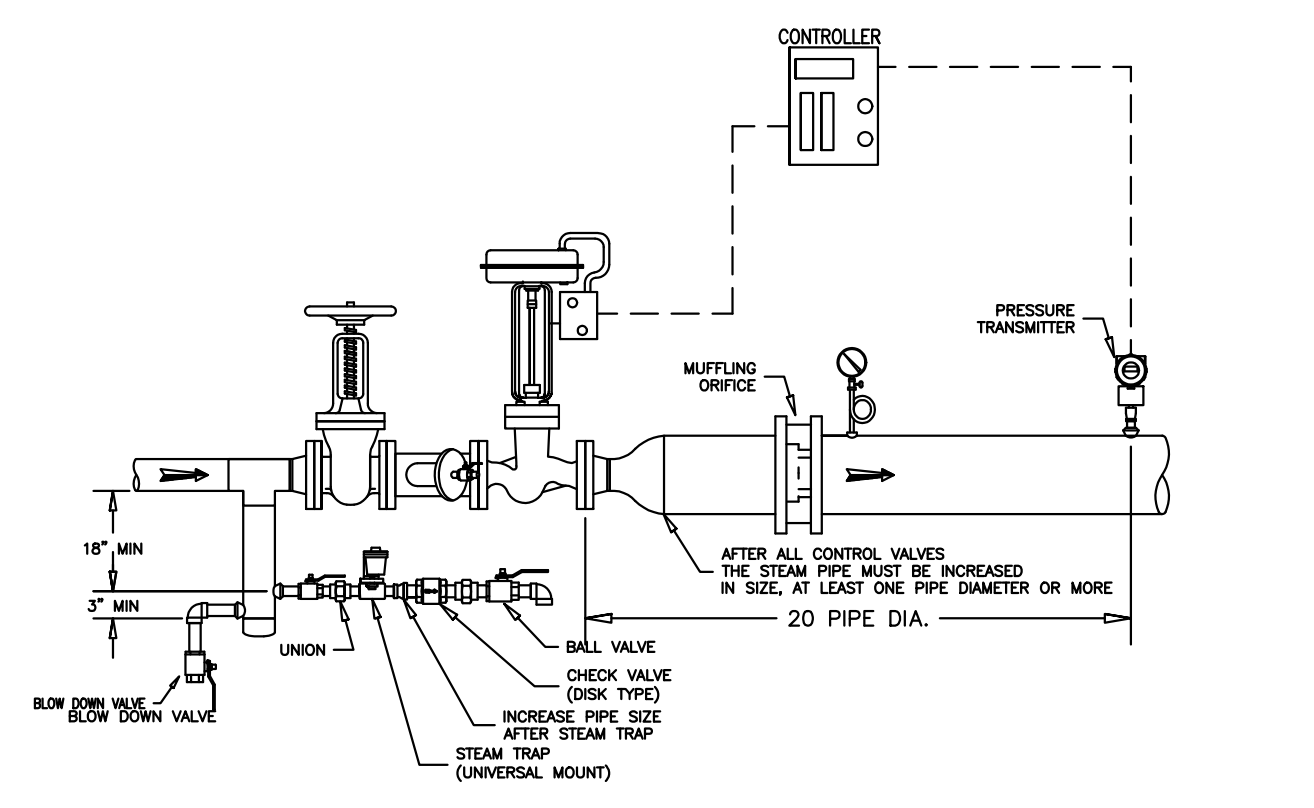 CONTROLLER
PRESSURE
TRANSMITTER
MUFFLING
ORIFICE
18" MIN
AFTER ALL CONTROL VALVES
THE STEAM PIPE MUST BE INCREASED
IN SIZE, AT LEAST ONE PIPE DIAMETER OR MORE
3" MIN
20 PIPE DIA.
UNION
BALL VALVE
CHECK VALVE
(DISK TYPE)
BLOW DOWN VALVE
BLOW DOWN VALVE
INCREASE PIPE SIZE
AFTER STEAM TRAP
STEAM TRAP
(UNIVERSAL MOUNT)